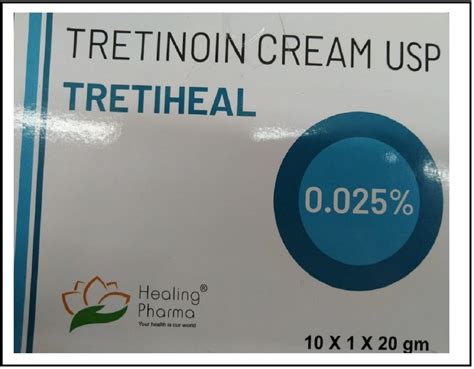 TRETINOIN CREAM USP
TRETIHEAL
0.025%
Healing®
Pharma
Your health is our world
10 X 1 X 20 gm